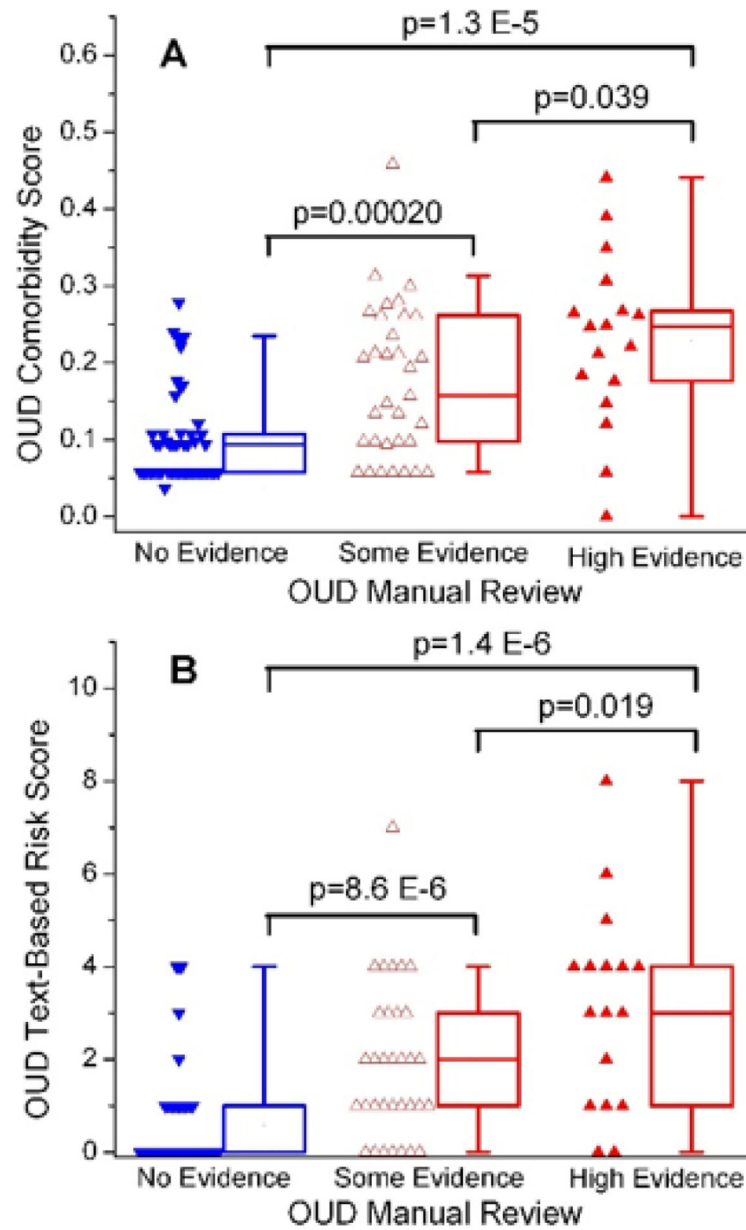 A
p=1.3 E-5
p=0.039
p=0.00020
0.6
0.5
0.4
0.3
0.2
0.1
0.0
OUD Comorbidity Score
No Evidence Some Evidence High Evidence
OUD Manual Review
B
p=1.4 E-6
p=0.019
p=8.6 E-6
10
8
6
4
2
0
OUD Text-Based Risk Score
No Evidence Some Evidence High Evidence
OUD Manual Review